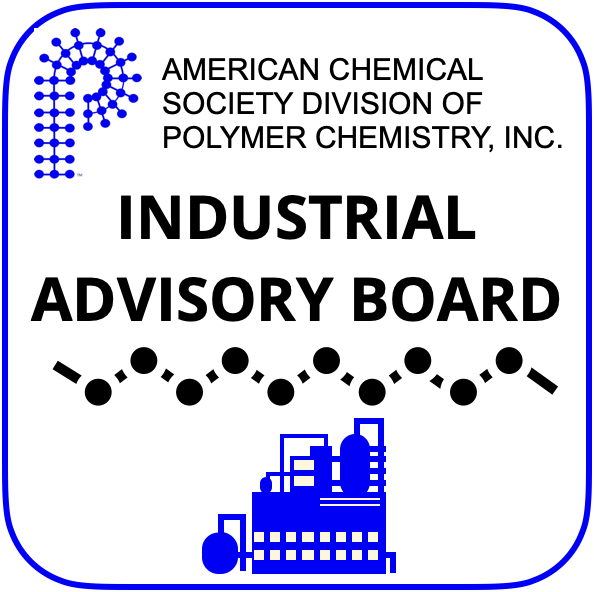 AMERICAN CHEMICAL
SOCIETY DIVISION OF
POLYMER CHEMISTRY, INC.
INDUSTRIAL
ADVISORY BOARD